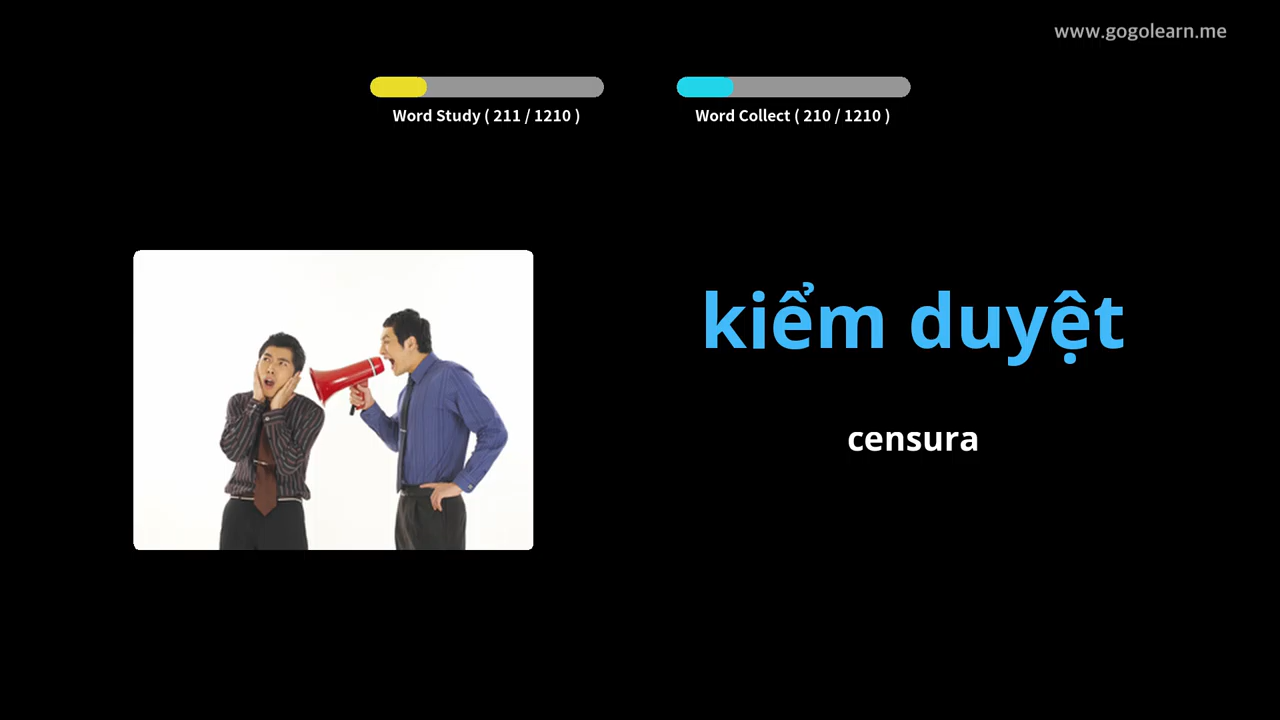 www.gogolearn.me
Word Study ( 211 / 1210 )
Word Collect ( 210 / 1210 )
kiểm duyệt
censura